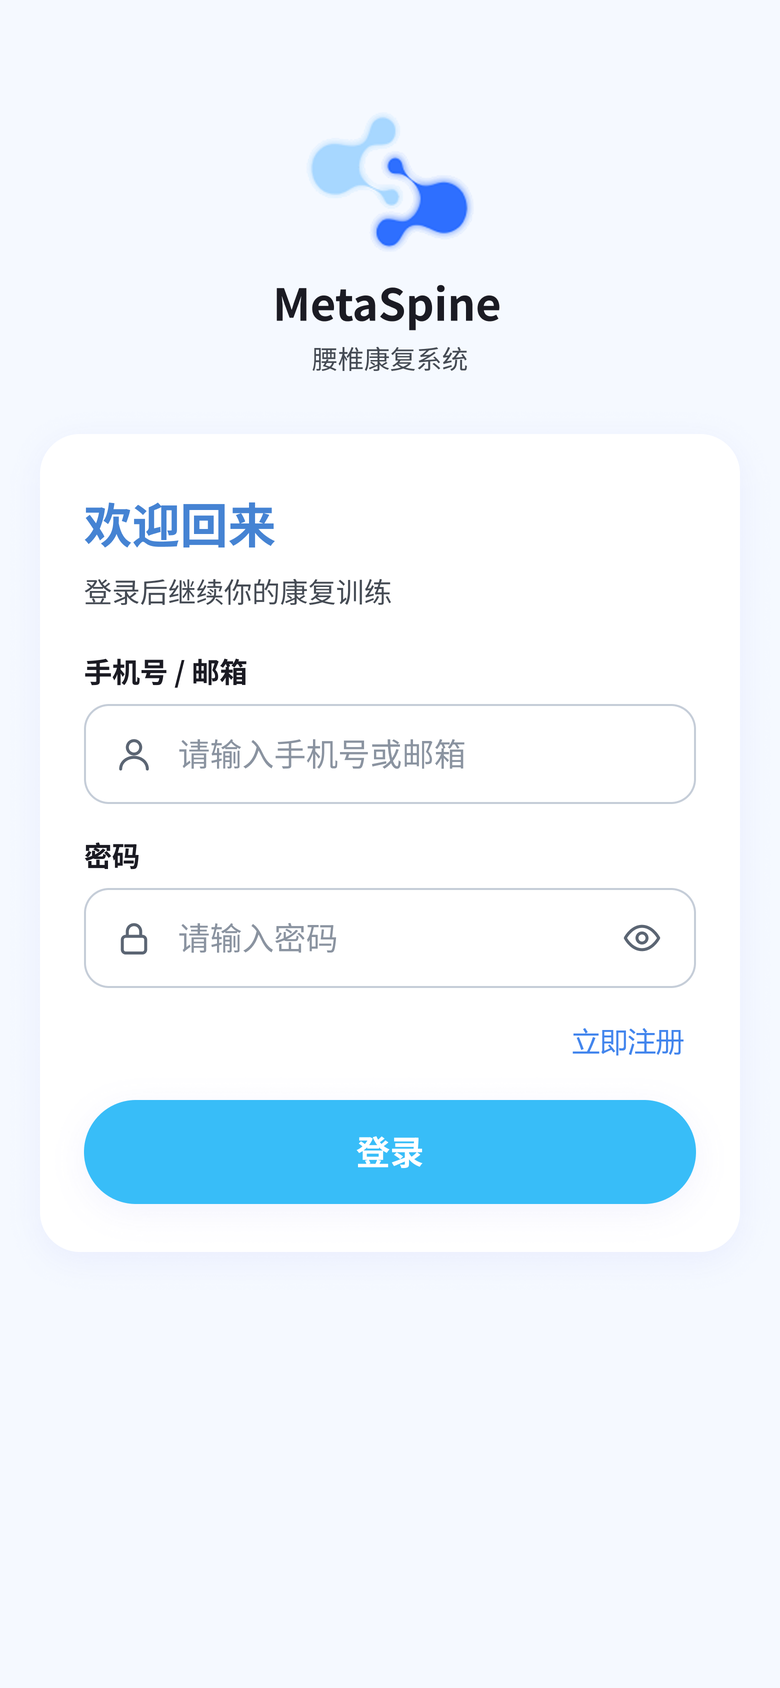 MetaSpine
腰椎康复系统
欢迎回来
登录后继续你的康复训练
手机号 / 邮箱
请输入手机号或邮箱
密码
请输入密码
立即注册
登录